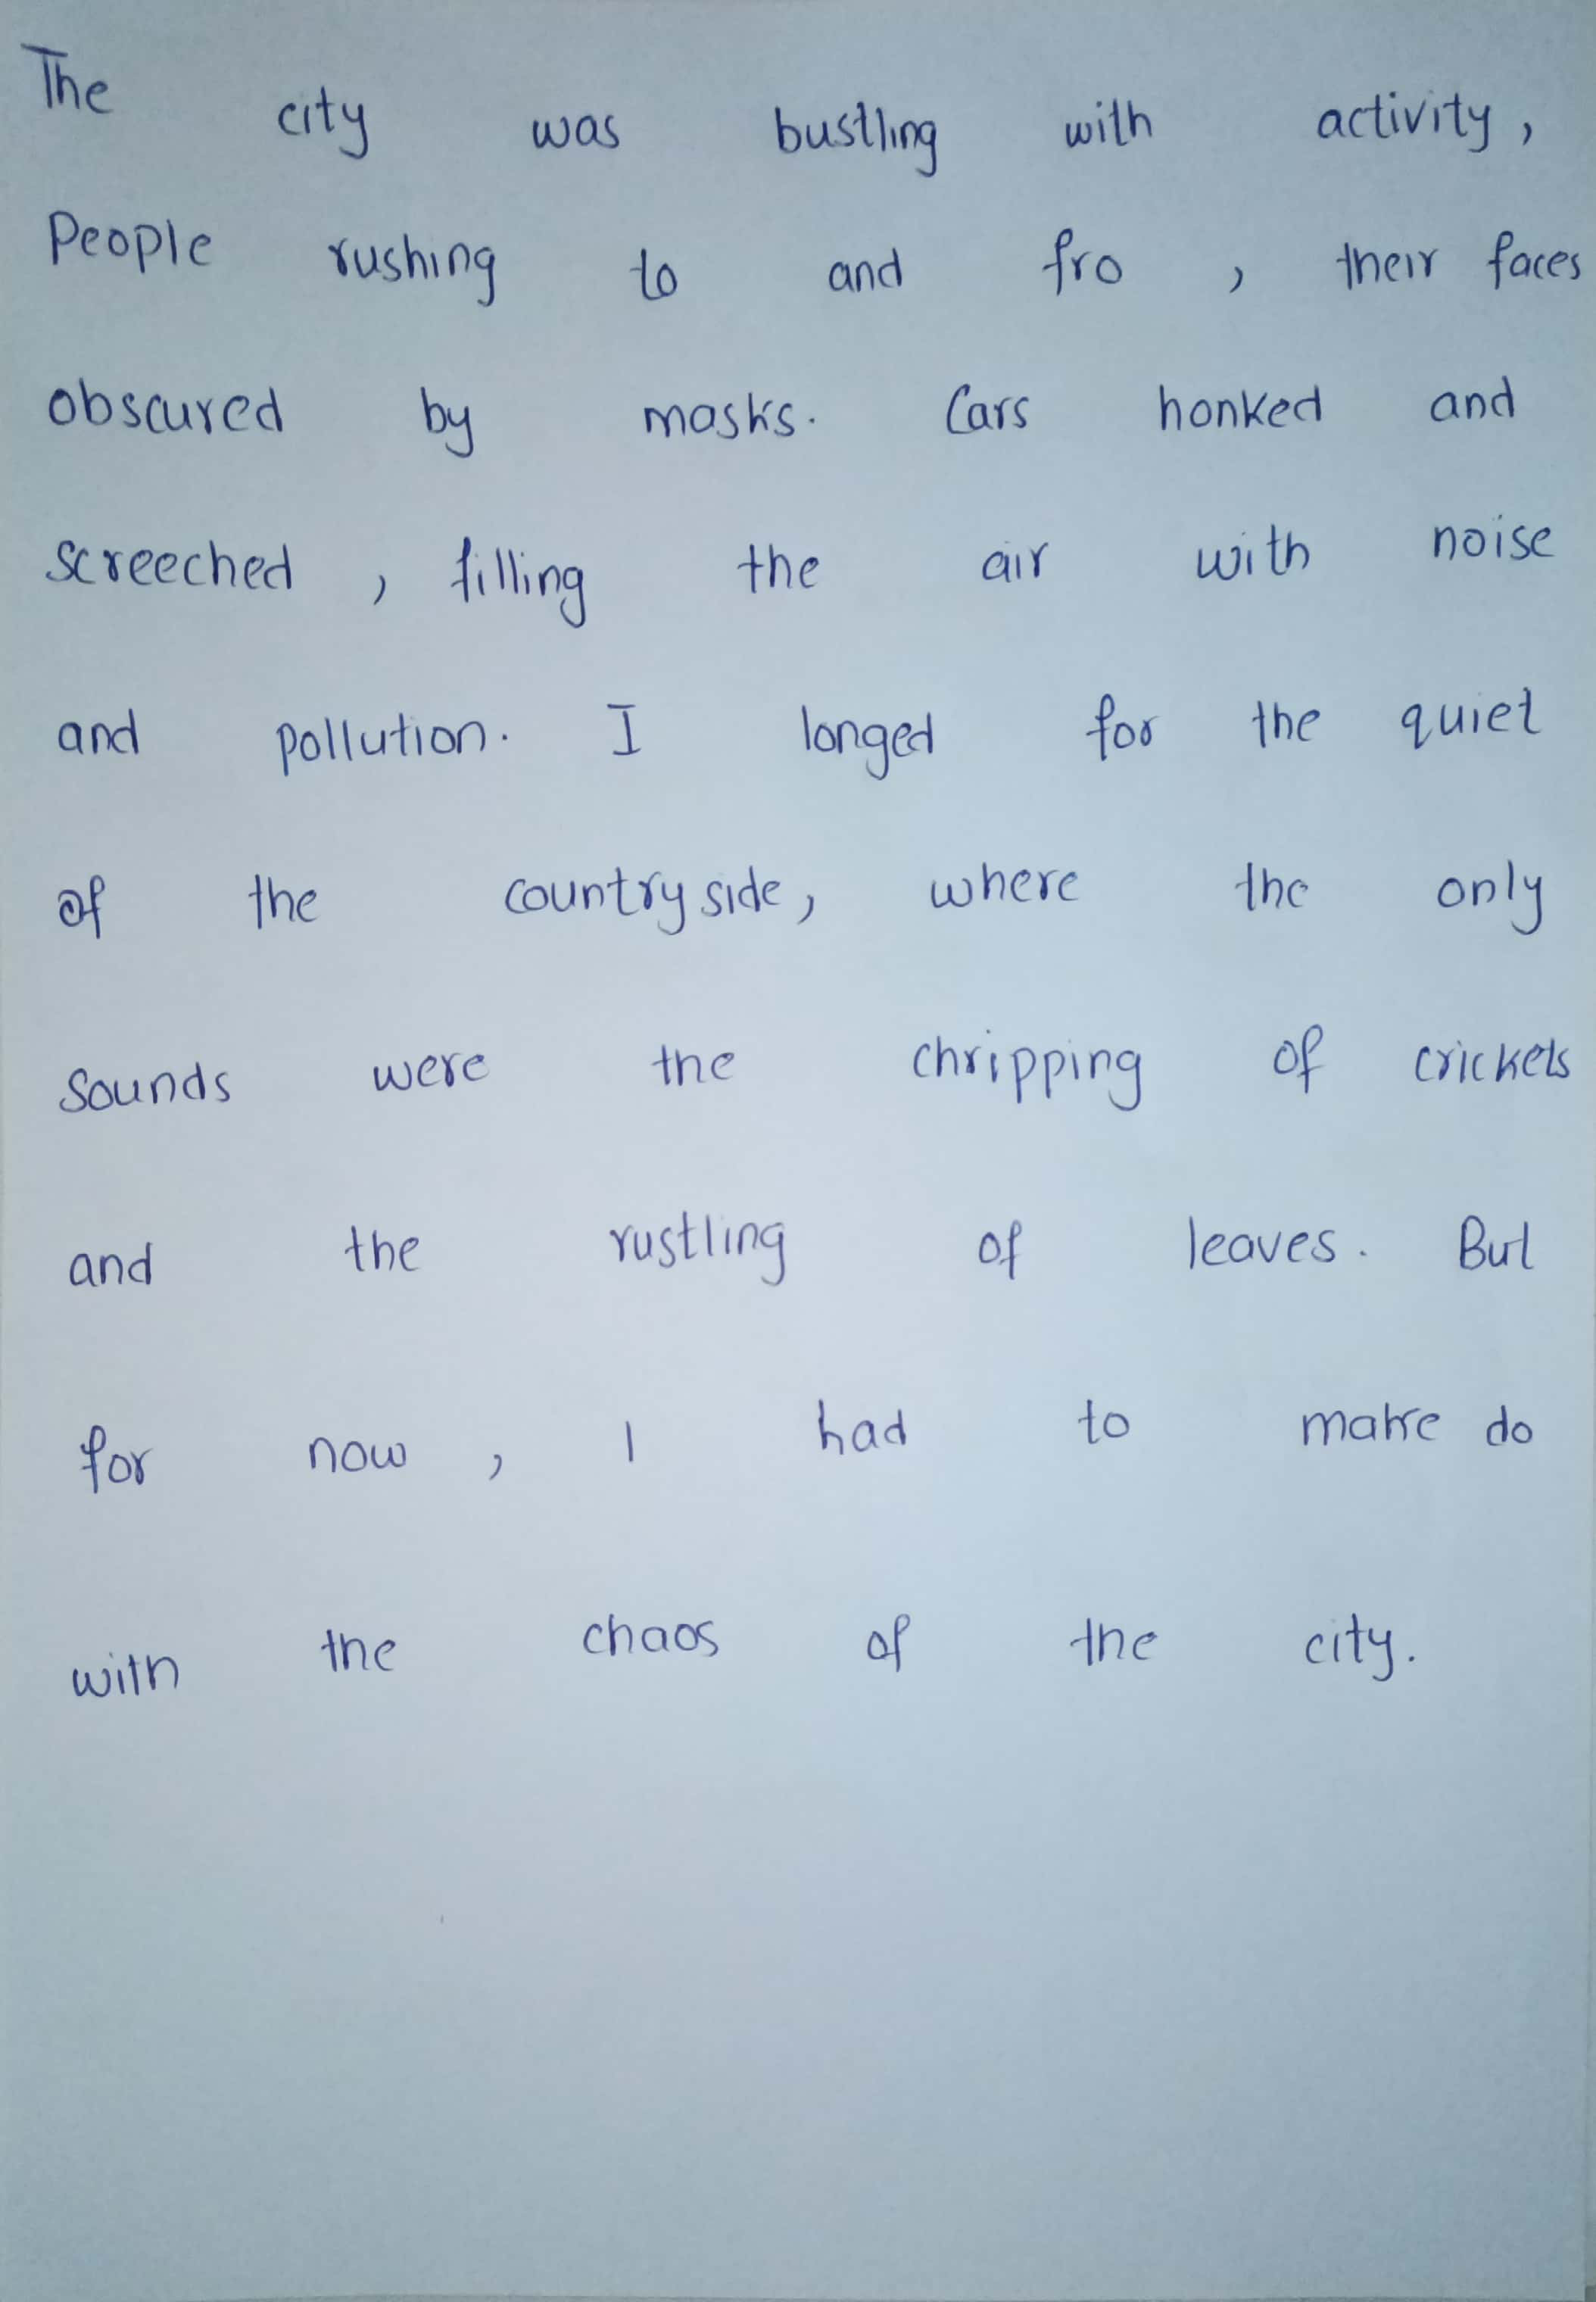 The city was bustling with activity,
People rushing to and fro , their faces
obscured by masks. Cars honked and
screeched , filling the air with noise
and pollution. I longed for the quiet
of the countryside, where the only
sounds were the chripping of crickets
and the rustling of leaves. But
for now , I had to make do
with the chaos of the city.